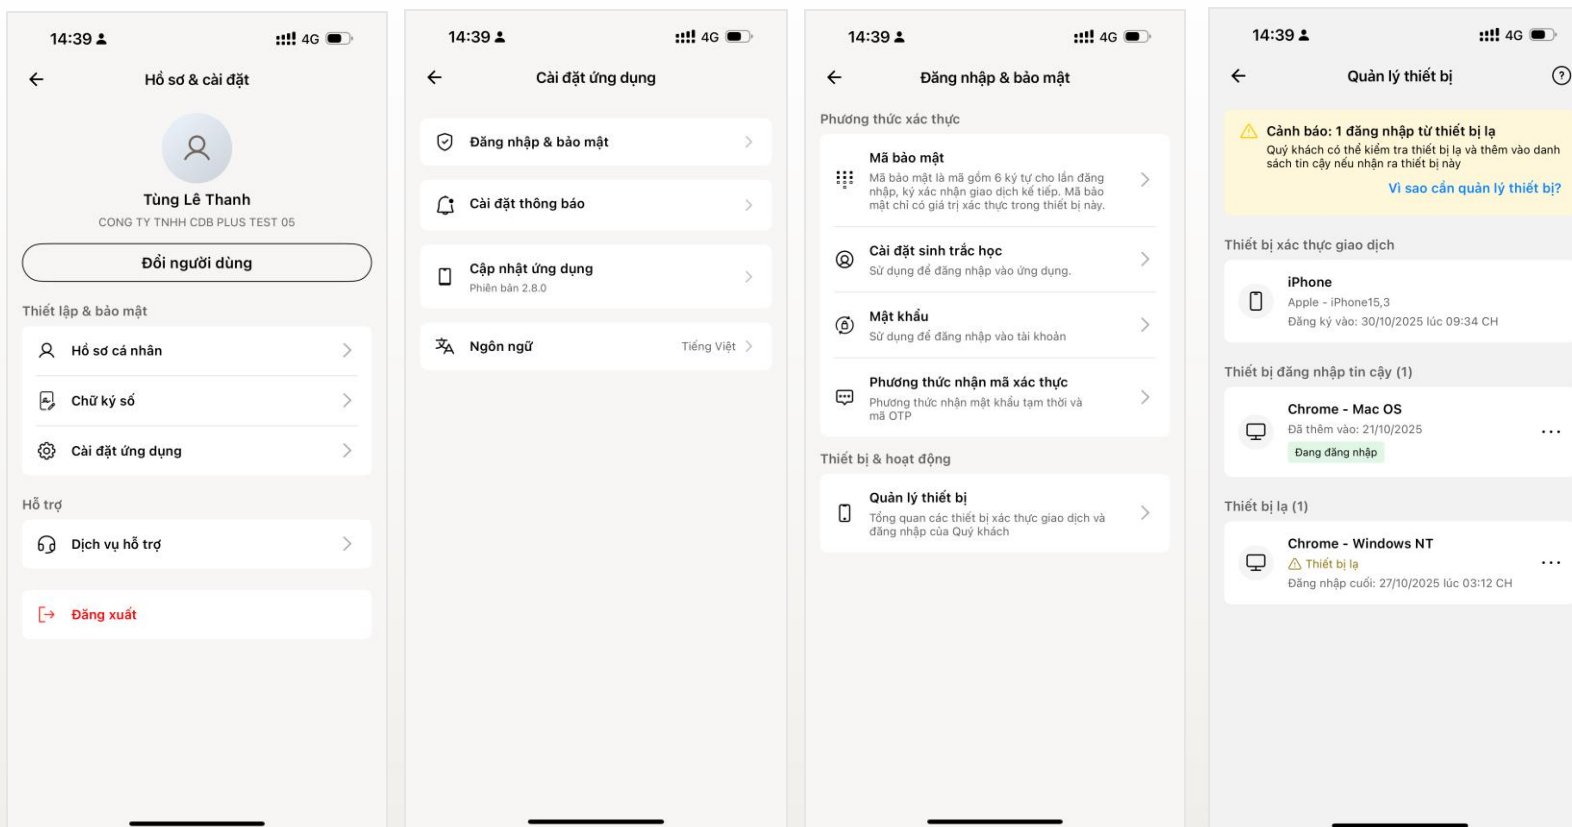 14:39
4G
Hồ sơ & cài đặt
Tùng Lê Thanh
CONG TY TNHH CDB PLUS TEST 05
Đổi người dùng
Thiết lập & bảo mật
Hồ sơ cá nhân
Chữ ký số
Cài đặt ứng dụng
Hỗ trợ
Dịch vụ hỗ trợ
Đăng xuất
14:39
4G
Cài đặt ứng dụng
Đăng nhập & bảo mật
Cài đặt thông báo
Cập nhật ứng dụng
Phiên bản 2.8.0
Ngôn ngữ
Tiếng Việt
14:39
4G
Đăng nhập & bảo mật
Phương thức xác thực
Mã bảo mật
Mã bảo mật là mã gồm 6 ký tự cho lần đăng
nhập, ký xác nhận giao dịch kế tiếp. Mã bảo
mật chỉ có giá trị xác thực trong thiết bị này.
Cài đặt sinh trắc học
Sử dụng để đăng nhập vào ứng dụng.
Mật khẩu
Sử dụng để đăng nhập vào tài khoản
Phương thức nhận mã xác thực
Phương thức nhận mật khẩu tạm thời và
mã OTP
Thiết bị & hoạt động
Quản lý thiết bị
Tổng quan các thiết bị xác thực giao dịch và
đăng nhập của Quý khách
14:39
4G
Quản lý thiết bị
?
Cảnh báo: 1 đăng nhập từ thiết bị lạ
Quý khách có thể kiểm tra thiết bị lạ và thêm vào danh
sách tin cậy nếu nhận ra thiết bị này
Vì sao cần quản lý thiết bị?
Thiết bị xác thực giao dịch
iPhone
Apple - iPhone15,3
Đăng ký vào: 30/10/2025 lúc 09:34 CH
Thiết bị đăng nhập tin cậy (1)
Chrome - Mac OS
Đã thêm vào: 21/10/2025
Đang đăng nhập
Thiết bị lạ (1)
Chrome - Windows NT
Thiết bị lạ
Đăng nhập cuối: 27/10/2025 lúc 03:12 CH